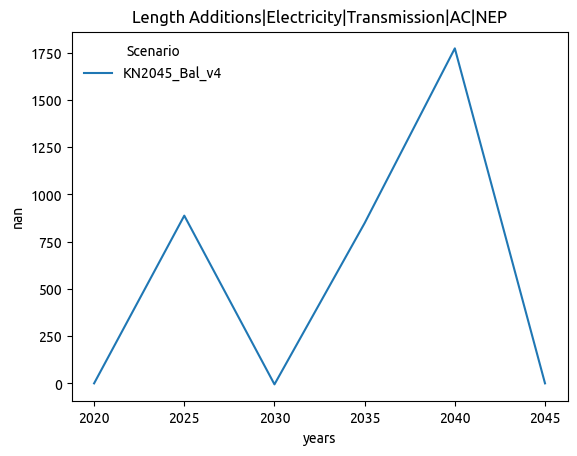 Length Additions|Electricity|Transmission|AC|NEP
Scenario
KN2045_Bal_v4
1750
1500
1250
1000
750
500
250
0
nan
2020 2025 2030 2035 2040 2045
years